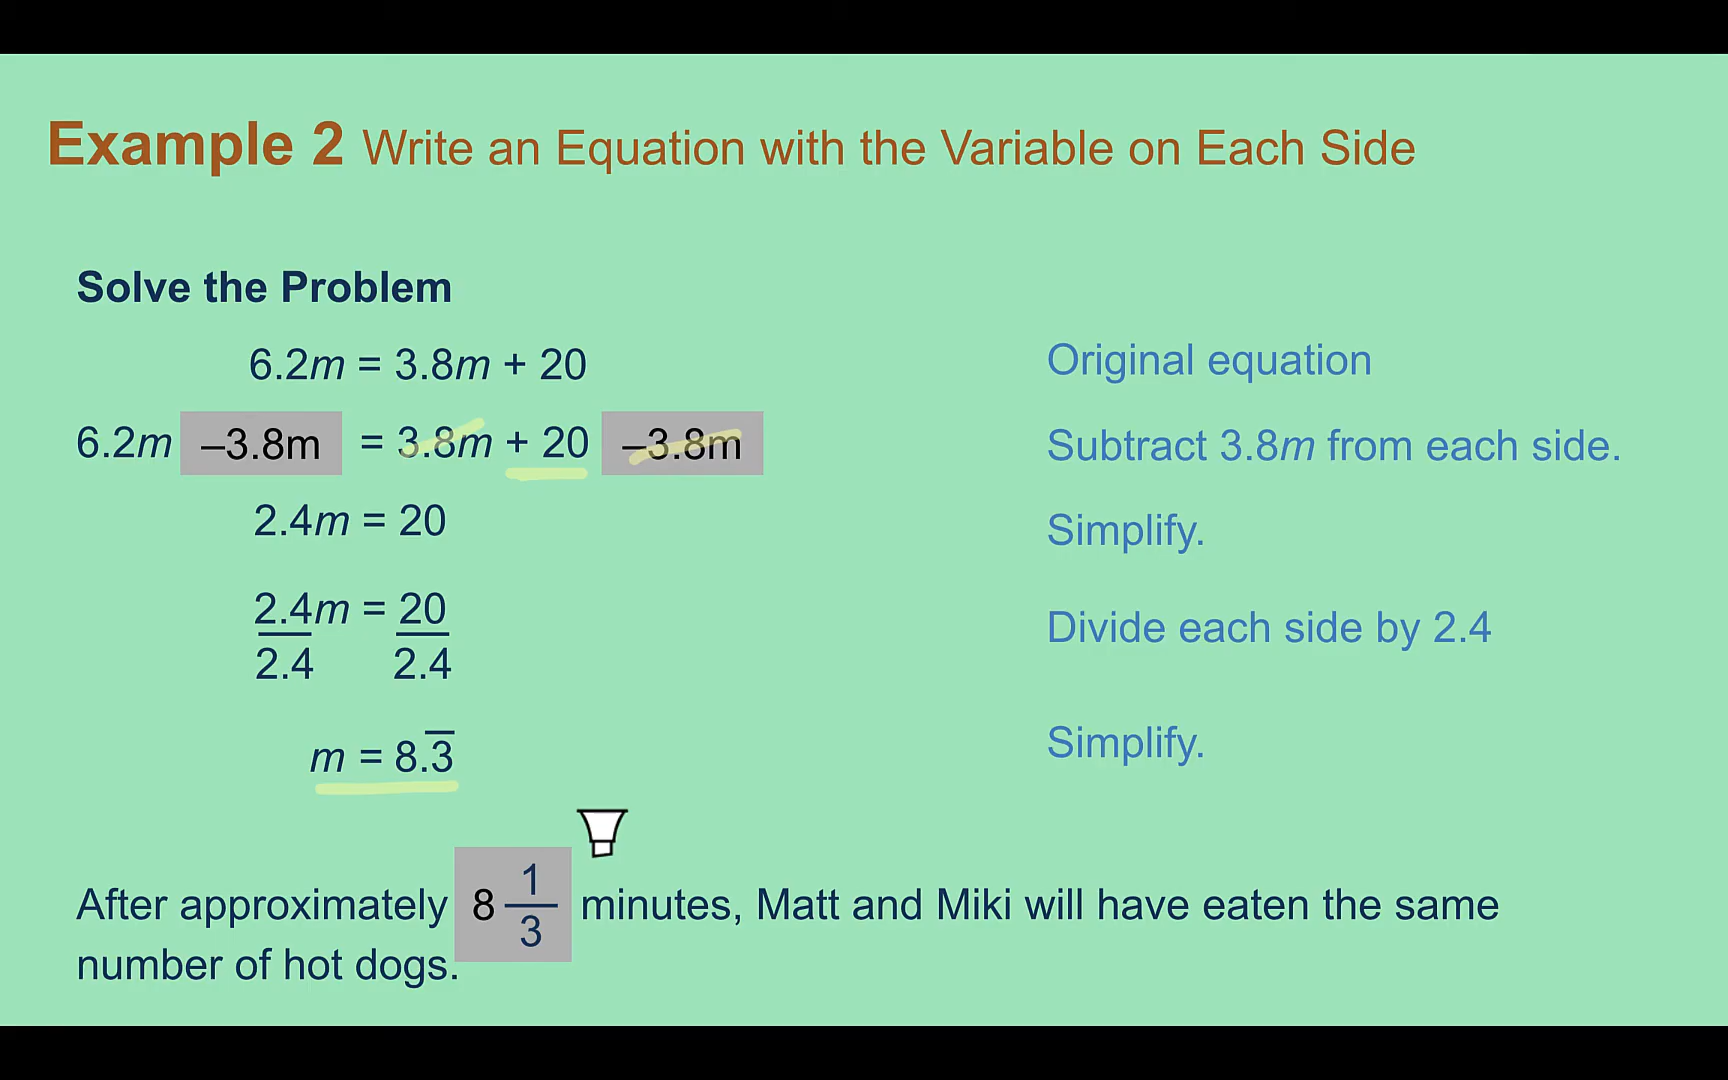 Example 2 Write an Equation with the Variable on Each Side
Solve the Problem
6.2m = 3.8m + 20 Original equation
6.2m –3.8m = 3.8m + 20 –3.8m Subtract 3.8m from each side.
2.4m = 20 Simplify.
2.4m = 20
2.4 2.4 Divide each side by 2.4
m = 8.3̅ Simplify.
After approximately 8 1/3 minutes, Matt and Miki will have eaten the same
number of hot dogs.